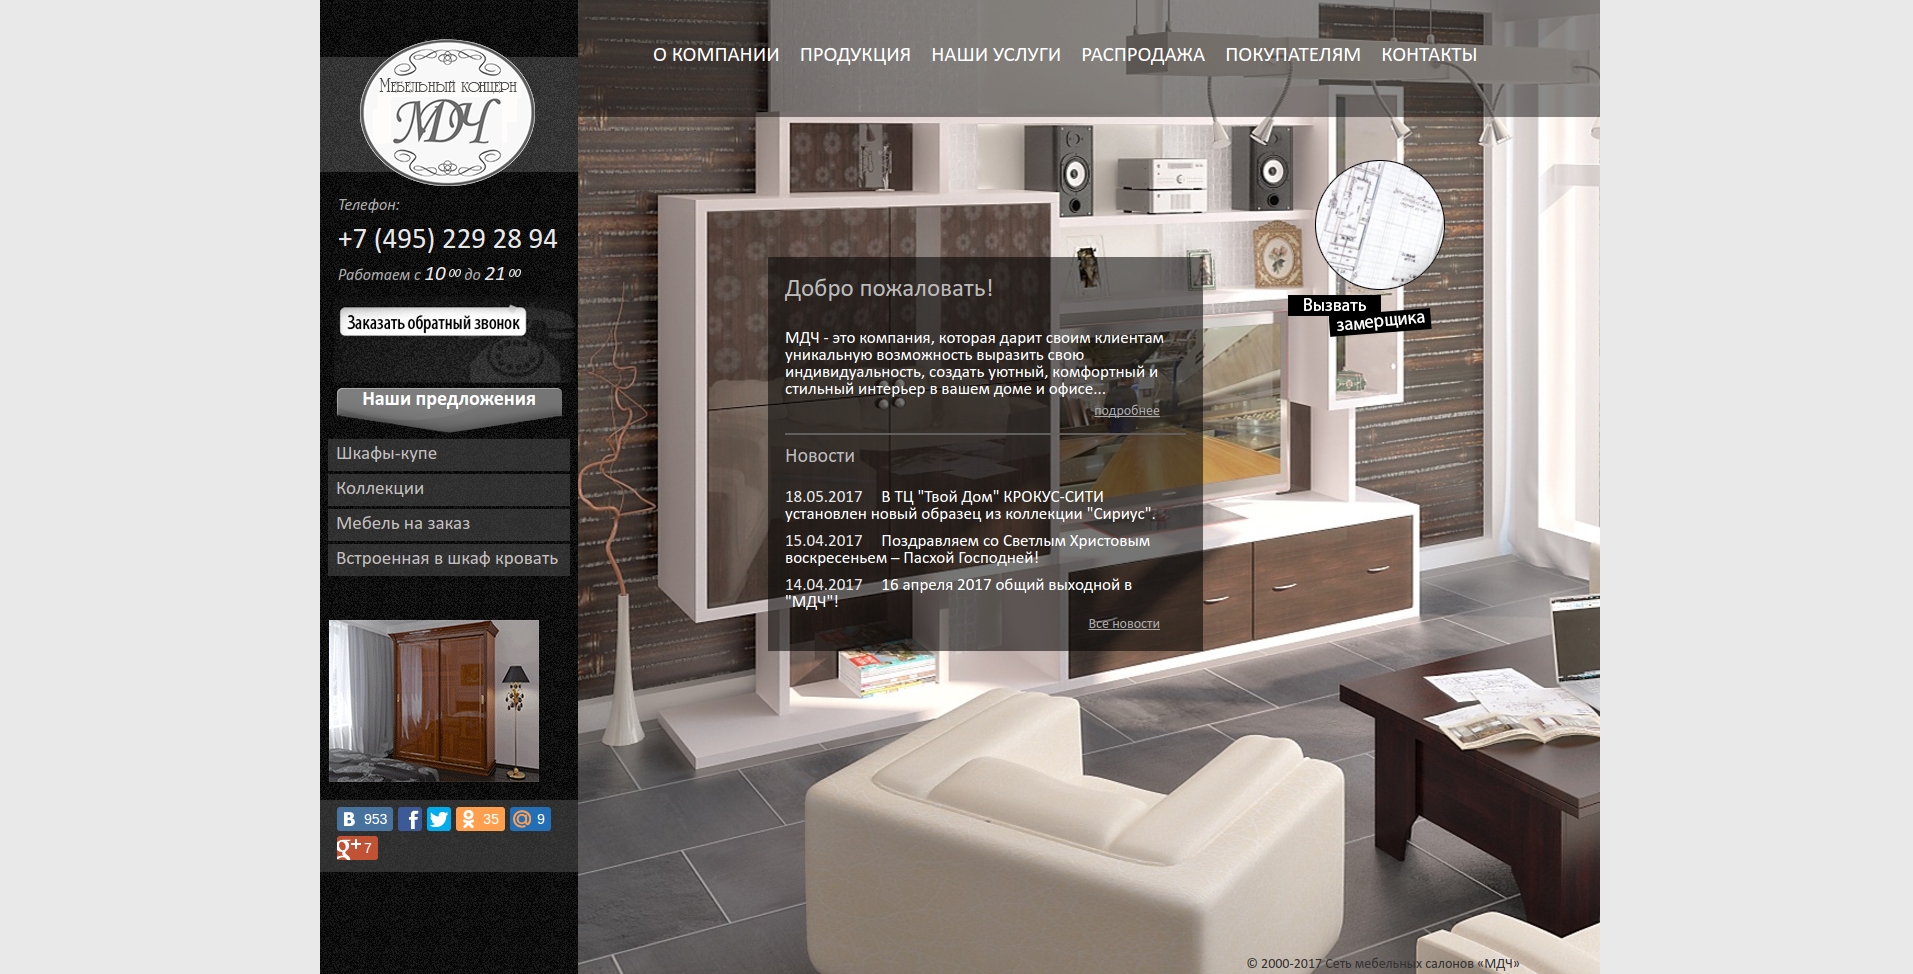 О КОМПАНИИ ПРОДУКЦИЯ НАШИ УСЛУГИ РАСПРОДАЖА ПОКУПАТЕЛЯМ КОНТАКТЫ
МЕБЕЛЬНЫЙ КОНЦЕРН
МДЧ
Телефон:
+7 (495) 229 28 94
Работаем с 10 00 до 21 00
Заказать обратный звонок
Наши предложения
Шкафы-купе
Коллекции
Мебель на заказ
Встроенная в шкаф кровать
953 35 9
7
Добро пожаловать!
МДЧ - это компания, которая дарит своим клиентам
уникальную возможность выразить свою
индивидуальность, создать уютный, комфортный и
стильный интерьер в вашем доме и офисе...
подробнее
Новости
18.05.2017 В ТЦ "Твой Дом" КРОКУС-СИТИ
установлен новый образец из коллекции "Сириус".
15.04.2017 Поздравляем со Светлым Христовым
воскресеньем – Пасхой Господней!
14.04.2017 16 апреля 2017 общий выходной в
"МДЧ"!
Все новости
Вызвать
замерщика
© 2000-2017 Сеть мебельных салонов «МДЧ»